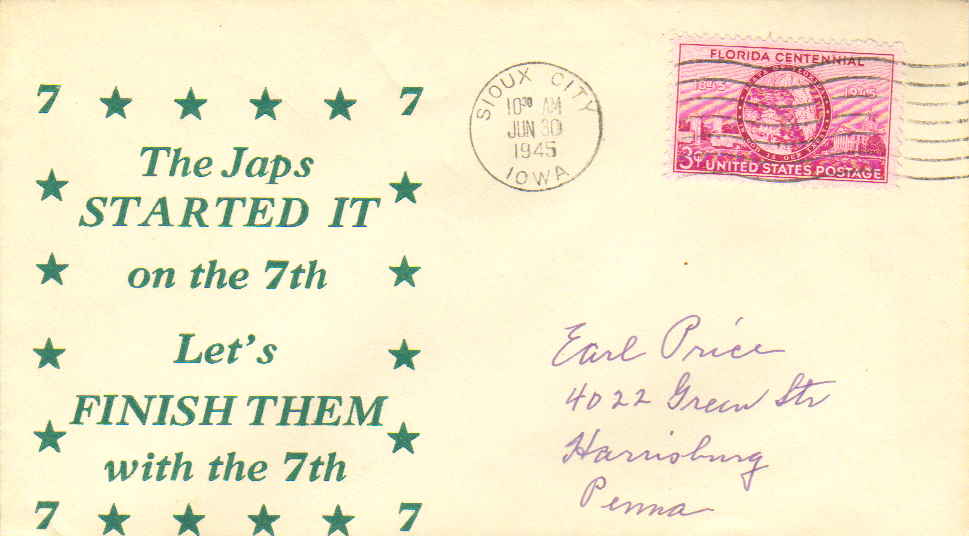 7 7
The Japs
STARTED IT
on the 7th
Let's
FINISH THEM
with the 7th
7 7
SIOUX CITY
10³⁰ AM
JUN 30
1945
IOWA
FLORIDA CENTENNIAL
1845 1945
3¢ UNITED STATES POSTAGE
Earl Price
4022 Green Str
Harrisburg
Penna